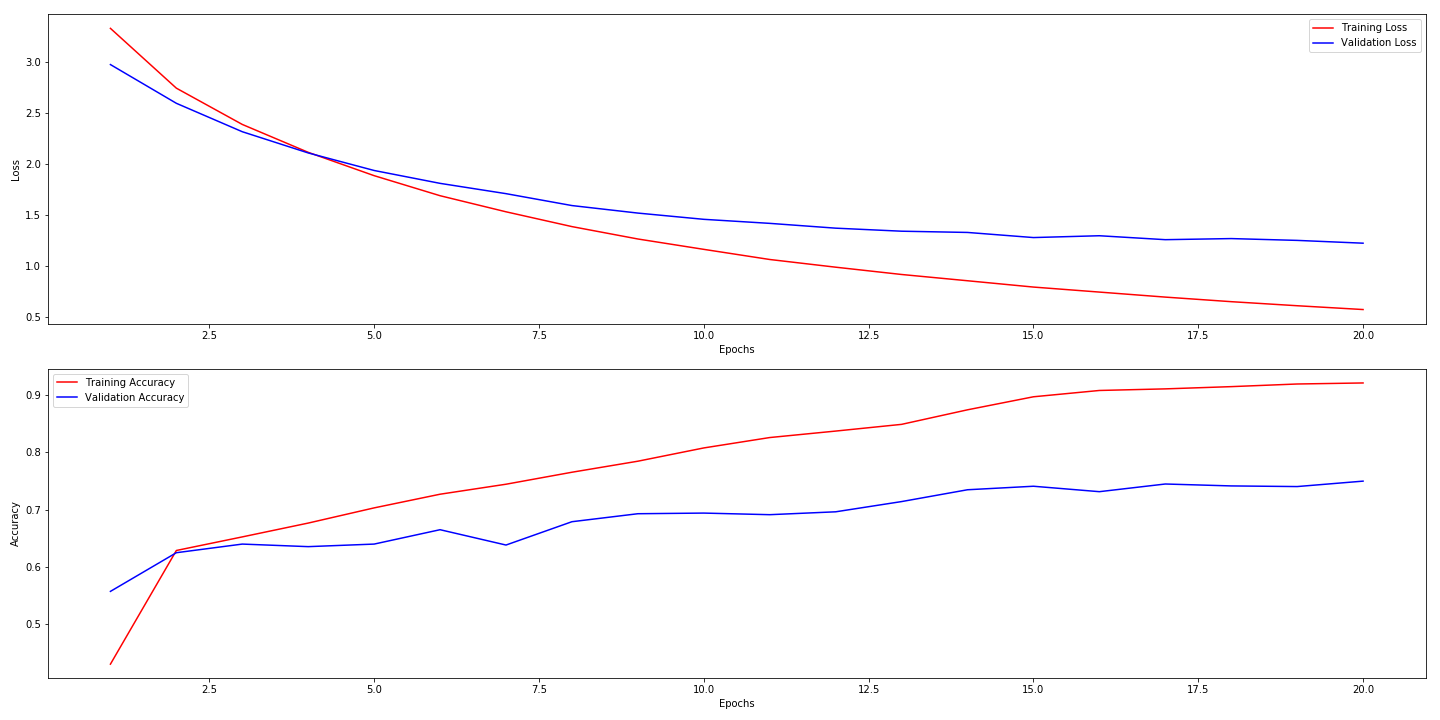 Training Loss
Validation Loss
3.0
2.5
2.0
1.5
1.0
0.5
Loss
2.5 5.0 7.5 10.0 12.5 15.0 17.5 20.0
Epochs
Training Accuracy
Validation Accuracy
0.9
0.8
0.7
0.6
0.5
Accuracy
2.5 5.0 7.5 10.0 12.5 15.0 17.5 20.0
Epochs